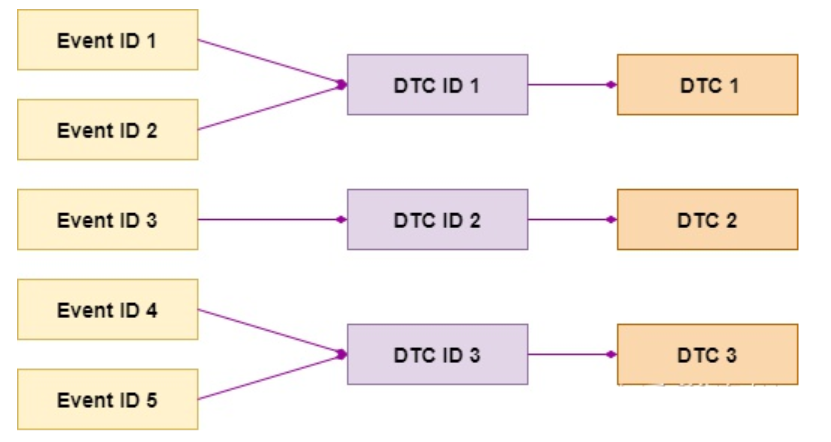 Event ID 1
Event ID 2
Event ID 3
Event ID 4
Event ID 5
DTC ID 1
DTC ID 2
DTC ID 3
DTC 1
DTC 2
DTC 3